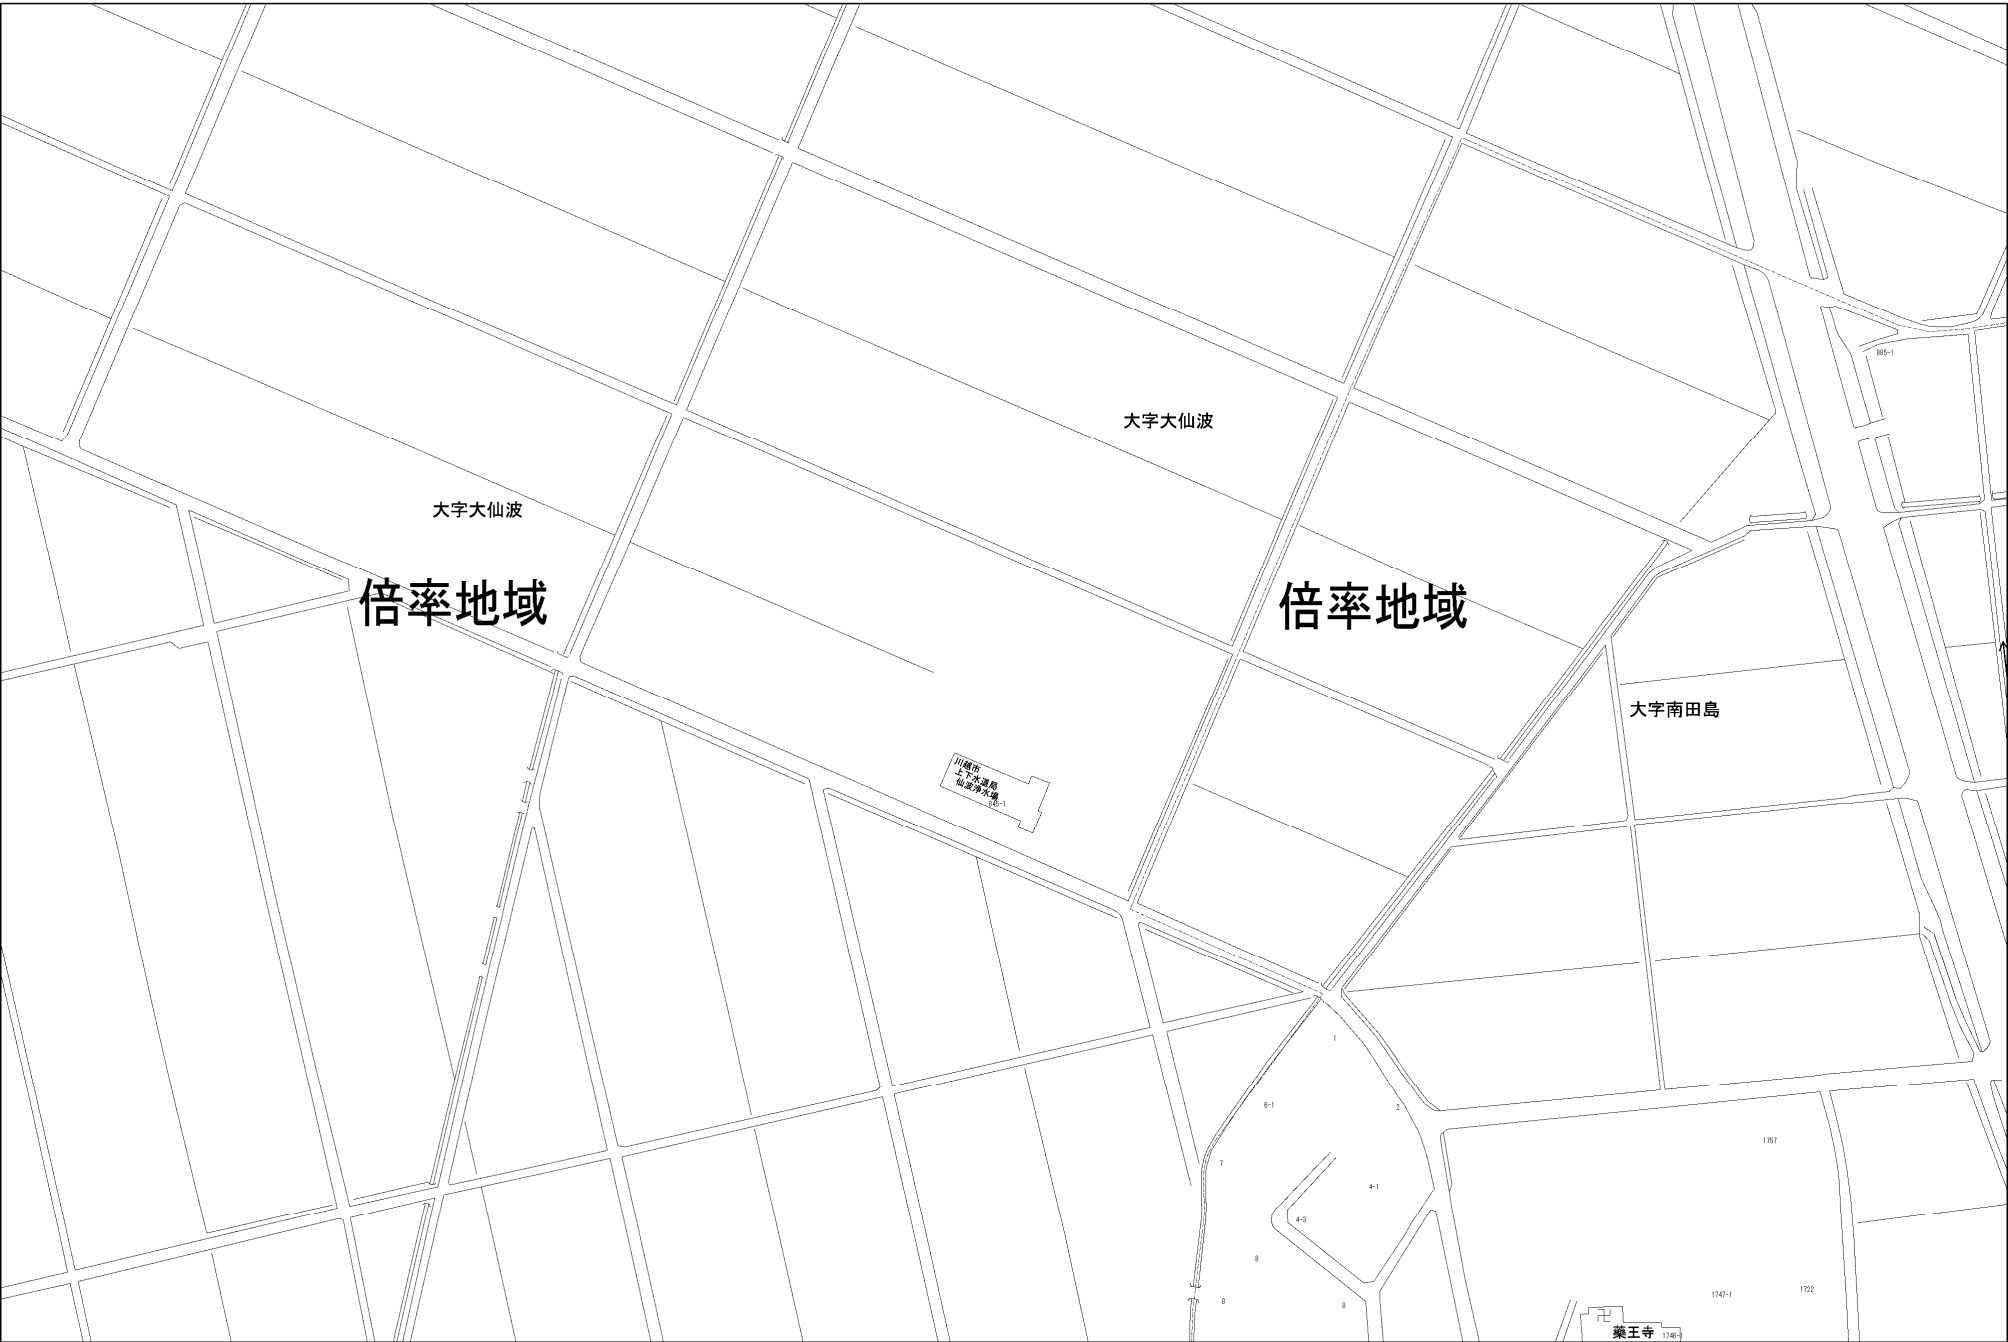 885-1
大字大仙波
大字大仙波
倍率地域
倍率地域
大字南田島
川越市
上下水道局
仙波浄水場
845-1
1
6-1
2
1757
7
4-1
4-3
8
8
8
1747-1
1722
卍
薬王寺
1746-1